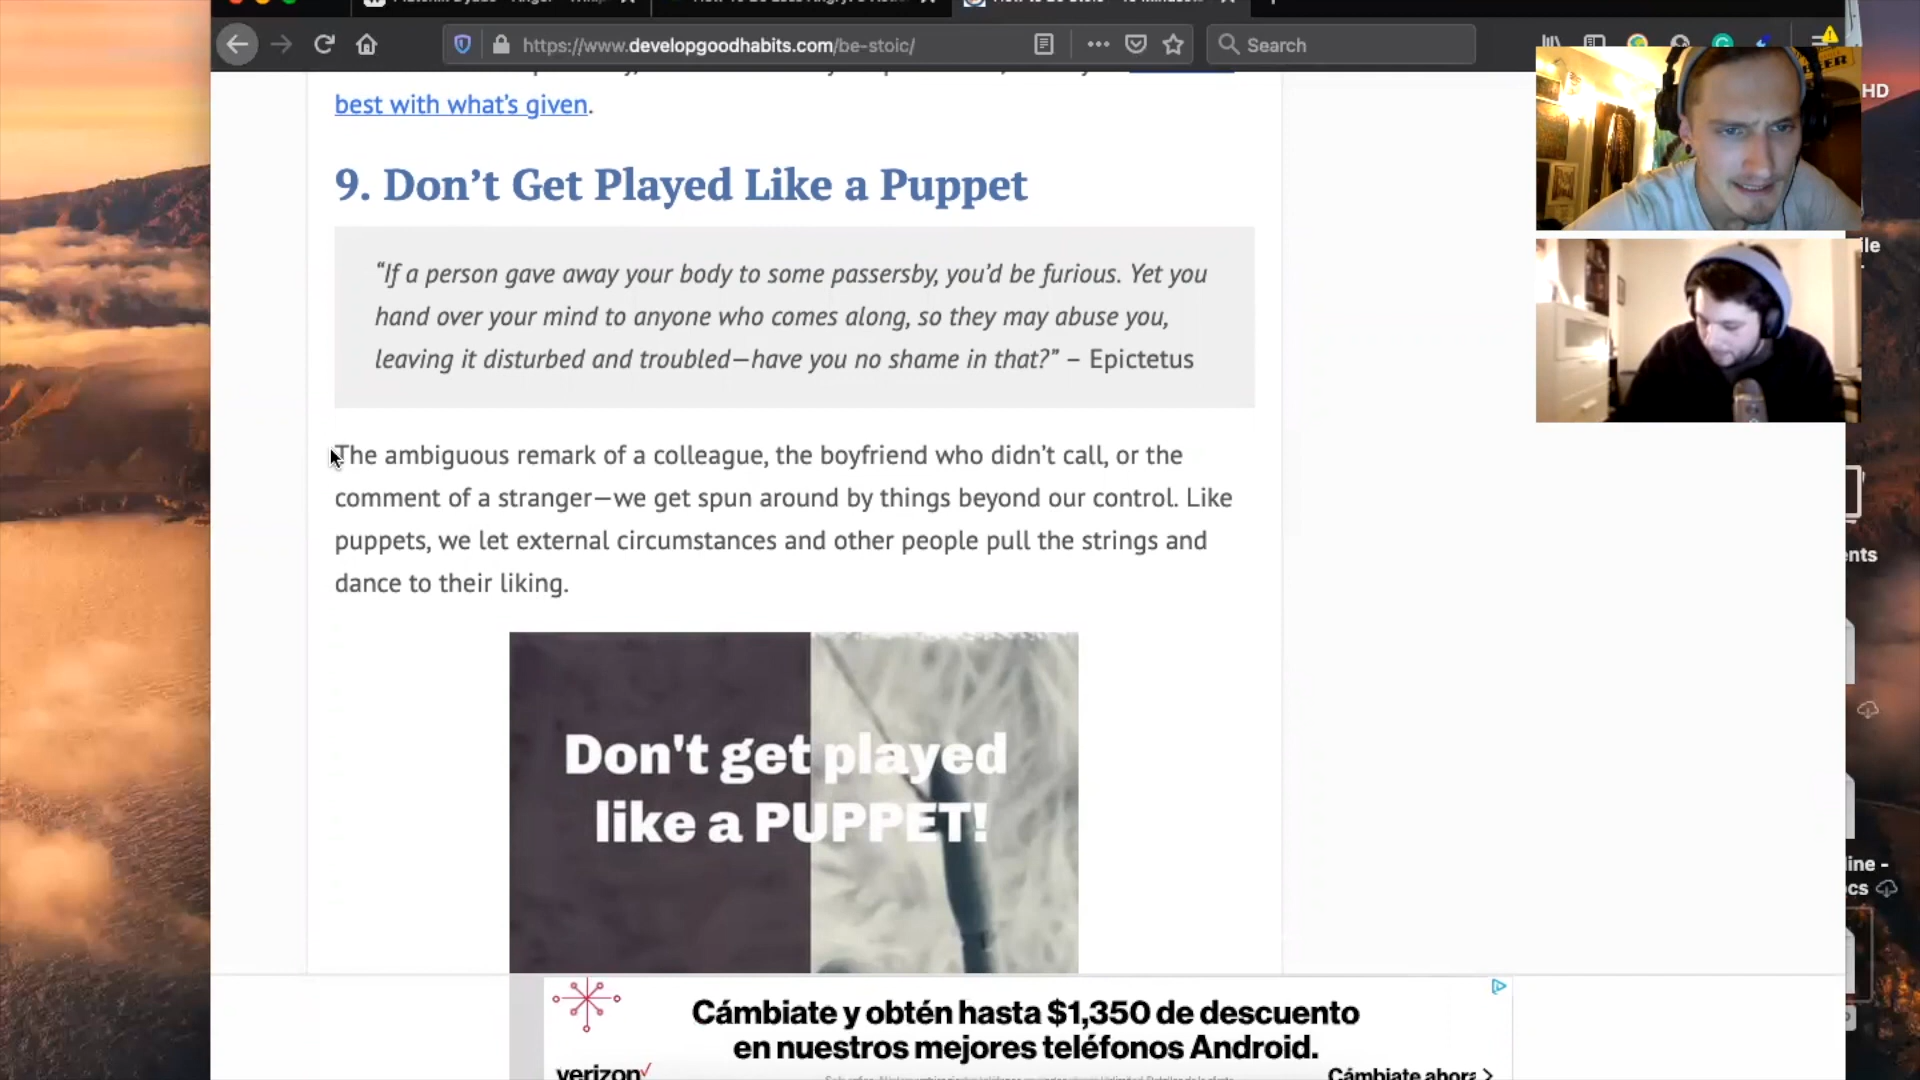 https://www.developgoodhabits.com/be-stoic/
Search
best with what's given.
HD
9. Don't Get Played Like a Puppet
"If a person gave away your body to some passersby, you'd be furious. Yet you
hand over your mind to anyone who comes along, so they may abuse you,
leaving it disturbed and troubled—have you no shame in that?" – Epictetus
The ambiguous remark of a colleague, the boyfriend who didn't call, or the
comment of a stranger—we get spun around by things beyond our control. Like
puppets, we let external circumstances and other people pull the strings and
dance to their liking.
Don't get played
like a PUPPET!
Cámbiate y obtén hasta $1,350 de descuento
en nuestros mejores teléfonos Android.
verizon
Cámbiate ahora